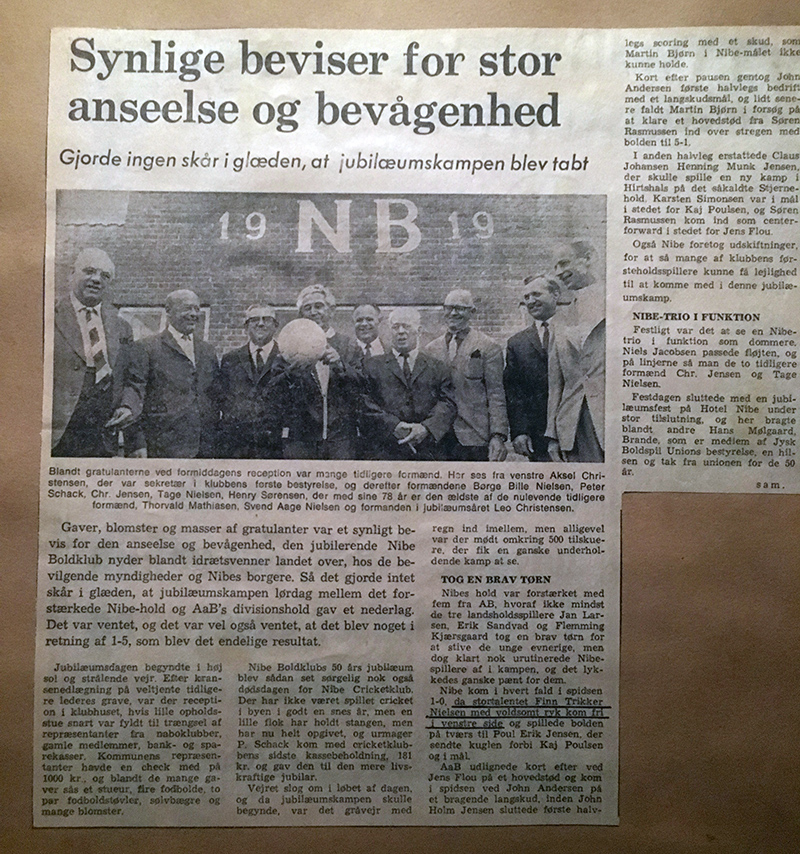 Synlige beviser for stor
anseelse og bevågenhed
Gjorde ingen skår i glæden, at jubilæumskampen blev tabt
19 NB 19
Blandt gratulanterne ved formiddagens reception var mange tidligere formænd. Her ses fra venstre Aksel Chri-
stensen, der var sekretær i klubbens første bestyrelse, og derefter formændene Børge Bille Nielsen, Peter
Schack, Chr. Jensen, Tage Nielsen, Henry Sørensen, der med sine 78 år er den ældste af de nulevende tidligere
formænd, Thorvald Mathiasen, Svend Aage Nielsen og formanden i jubilæumsåret Leo Christensen.
Gaver, blomster og masser af gratulanter var et synligt be-
vis for den anseelse og bevågenhed, den jubilerende Nibe
Boldklub nyder blandt idrætsvenner landet over, hos de be-
vilgende myndigheder og Nibes borgere. Så det gjorde intet
skår i glæden, at jubilæumskampen lørdag mellem det for-
stærkede Nibe-hold og AaB's divisionshold gav et nederlag.
Det var ventet, og det var vel også ventet, at det blev noget i
retning af 1-5, som blev det endelige resultat.
Jubilæumsdagen begyndte i høj
sol og strålende vejr. Efter kran-
senedlægning på veltjente tidlige-
re lederes grave, var der recepti-
on i klubhuset, hvis lille opholds-
stue snart var fyldt til trængsel af
repræsentanter fra naboklubber,
gamle medlemmer, bank- og spa-
rekasser, Kommunens repræsen-
tanter havde en check med på
1000 kr., og blandt de mange ga-
ver sås et stueur, fire fodbolde, to
par fodboldstøvler, sølvbægre og
mange blomster.
Nibe Boldklubs 50 års jubilæum
blev sådan set sørgelig nok også
dødsdagen for Nibe Cricketklub.
Der har ikke været spillet cricket
i byen i godt en snes år, men en
lille flok har holdt stangen, men
har nu helt opgivet, og urmager
P. Schack kom med cricketklub-
bens sidste kassebeholdning, 181
kr. og gav den til den mere livs-
kraftige jubilar.
Vejret slog om i løbet af dagen,
og da jubilæumskampen skulle
begynde, var det gråvejr med
regn ind imellem, men alligevel
var der mødt omkring 500 tilskue-
re, der fik en ganske underhol-
dende kamp at se.
TOG EN BRAV TØRN
Nibes hold var forstærket med
fem fra AB, hvoraf ikke mindst
de tre landsholdsspillere Jan Lar-
sen, Erik Sandvad og Flemming
Kjærsgaard tog en brav tørn for
at stive de unge evnerige, men
dog klart nok urutinerede Nibe-
spillere af i kampen, og det lyk-
kedes ganske pænt for dem.
Nibe kom i hvert fald i spidsen
1-0, da stortalentet Finn Trikker
Nielsen med voldsomt ryk kom fri
i venstre side og spillede bolden
på tværs til Poul Erik Jensen, der
sendte kuglen forbi Kaj Poulsen
og i mål.
AaB udlignede kort efter ved
Jens Flou på et hovedstød og kom
i spidsen ved John Andersen på
et bragende langskud, inden John
Holm Jensen sluttede første halv-
legs scoring med et skud, som
Martin Bjørn i Nibe-målet ikke
kunne holde.
Kort efter pausen gentog John
Andersen første halvlegs bedrift
med et langskudsmål, og lidt sene-
re faldt Martin Bjørn i forsøg på
at klare et hovedstød fra Søren
Rasmussen ind over stregen med
bolden til 5-1.
I anden halvleg erstattede Claus
Johansen Henning Munk Jensen,
der skulle spille en ny kamp i
Hirtshals på det såkaldte Stjerne-
hold, Karsten Simonsen var i mål
i stedet for Kaj Poulsen, og Søren
Rasmussen kom ind som center-
forward i stedet for Jens Flou.
Også Nibe foretog udskiftninger,
for at så mange af klubbens før-
steholdsspillere kunne få lejlighed
til at komme med i denne jubilæ-
umskamp.
NIBE-TRIO I FUNKTION
Festligt var det at se en Nibe-
trio i funktion som dommere.
Niels Jacobsen passede fløjten, og
på linjerne så man de to tidligere
formænd Chr. Jensen og Tage
Nielsen.
Festdagen sluttede med en jubi-
læumsfest på Hotel Nibe under
stor tilslutning, og her bragte
blandt andre Hans Mølgaard,
Brande, som er medlem af Jysk
Boldspil Unions bestyrelse, en hil-
sen og tak fra unionen for de 50
år.
sam.